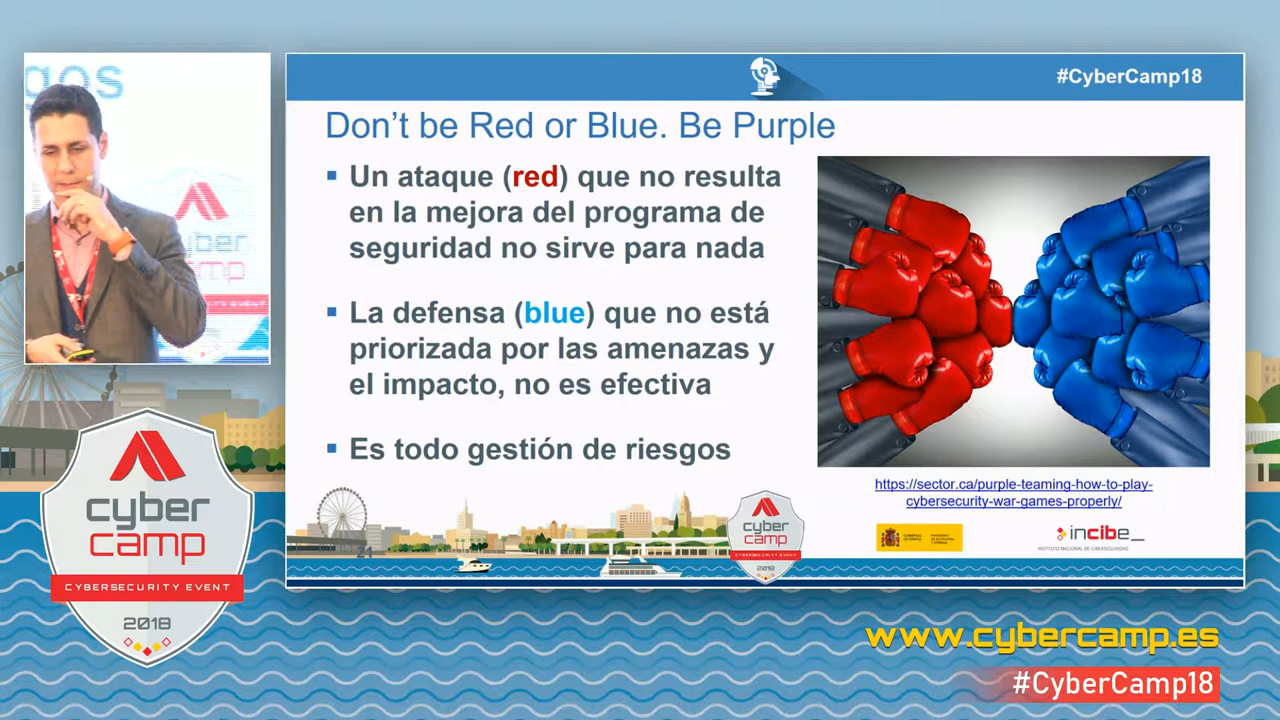 gos
cyber
camp
#CyberCamp18
Don't be Red or Blue. Be Purple
Un ataque (red) que no resulta
en la mejora del programa de
seguridad no sirve para nada
La defensa (blue) que no está
priorizada por las amenazas y
el impacto, no es efectiva
Es todo gestión de riesgos
https://sector.ca/purple-teaming-how-to-play-
cybersecurity-war-games-properly/
21
cyber
camp
CYBERSECURITY EVENT
2018
incibe_
INSTITUTO NACIONAL DE CIBERSEGURIDAD
cyber
camp
CYBERSECURITY EVENT
2018
www.cybercamp.es
#CyberCamp18